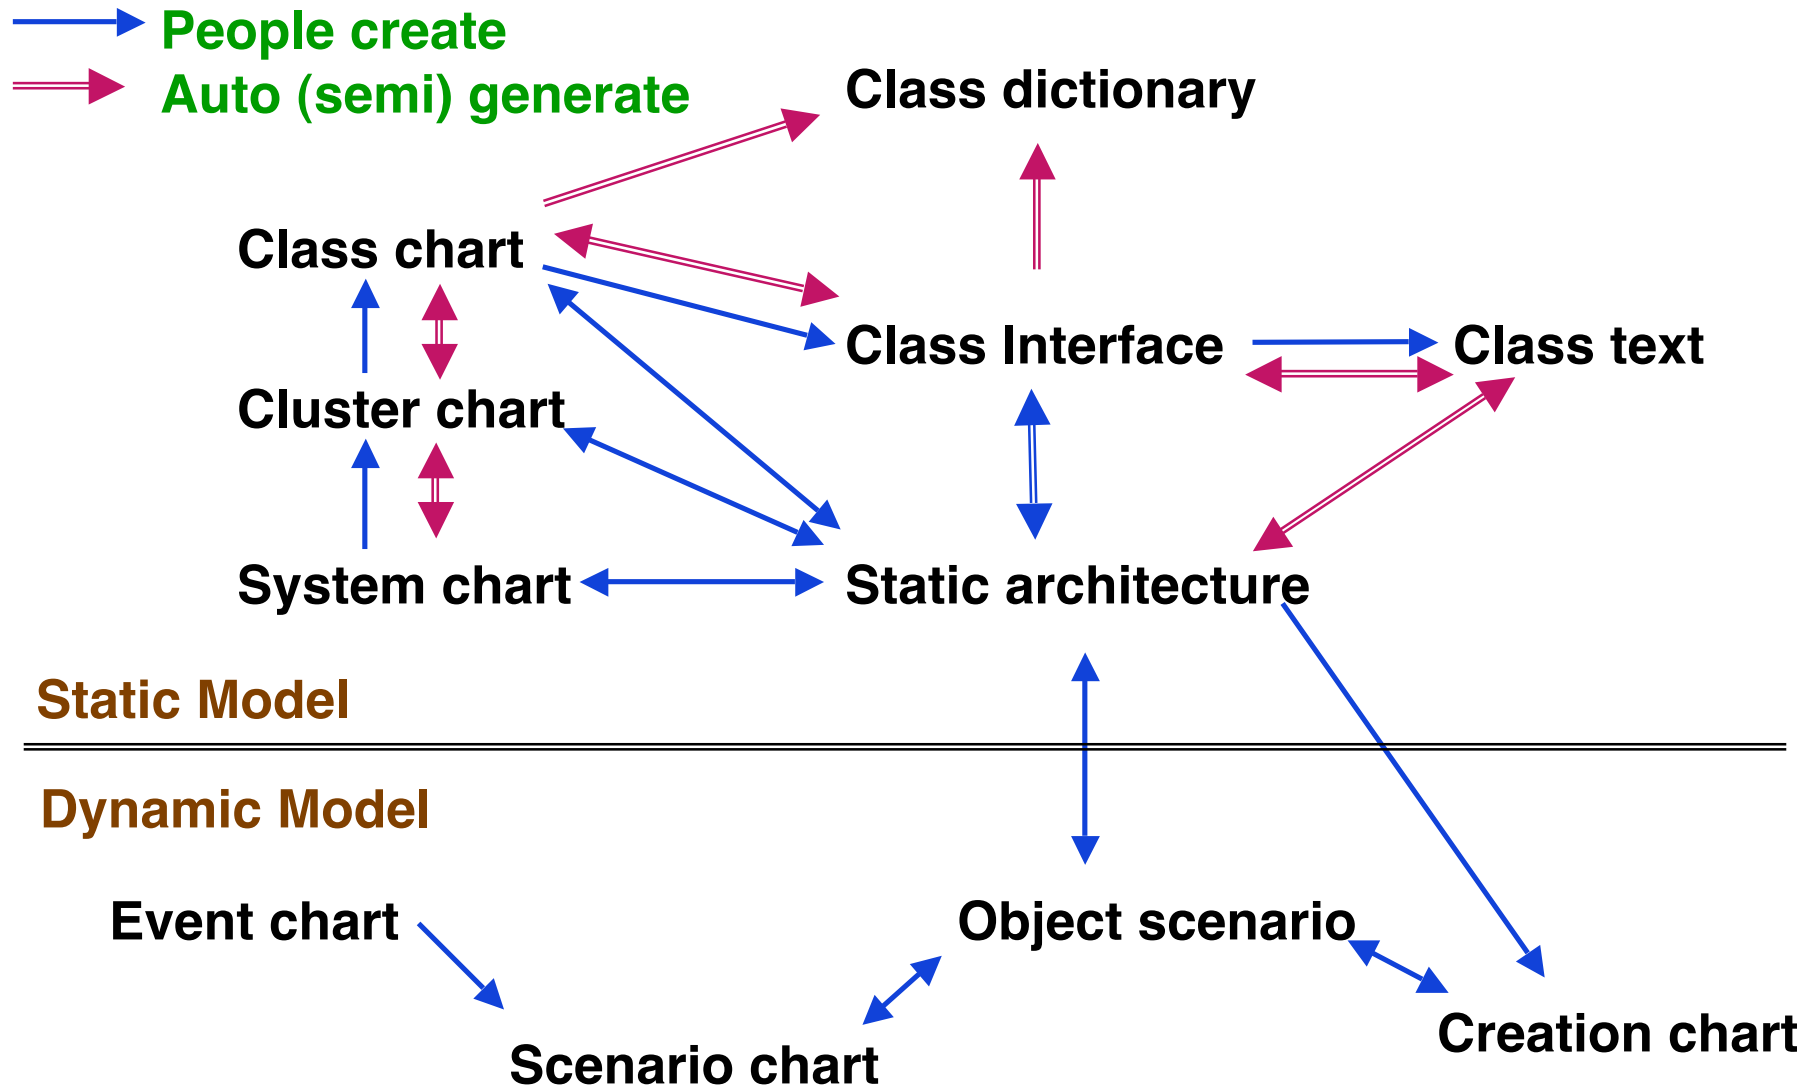 People create
Auto (semi) generate
Class dictionary
Class chart
Class Interface
Class text
Cluster chart
System chart
Static architecture
Static Model
Dynamic Model
Event chart
Object scenario
Scenario chart
Creation chart